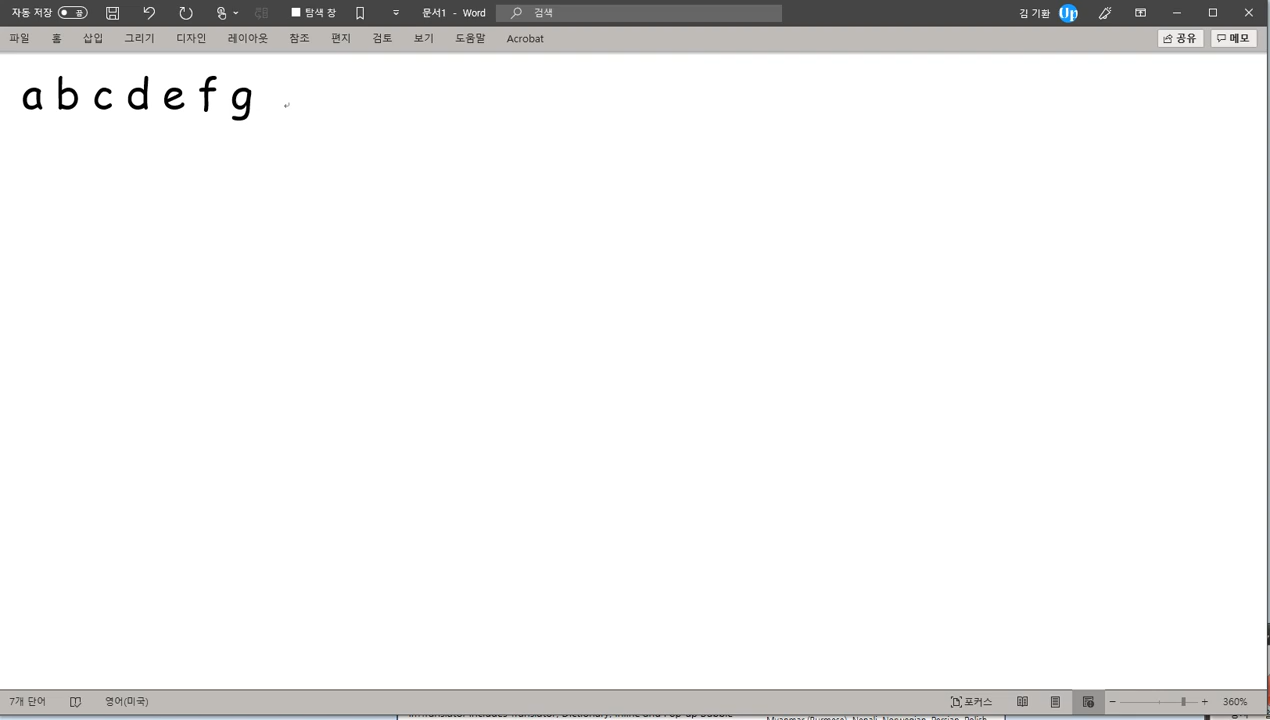 자동 저장 끔 탐색 창 문서1 - Word 검색 김 기환 Up
파일 홈 삽입 그리기 디자인 레이아웃 참조 편지 검토 보기 도움말 Acrobat 공유 메모
a b c d e f g
7개 단어 영어(미국) 포커스 360%